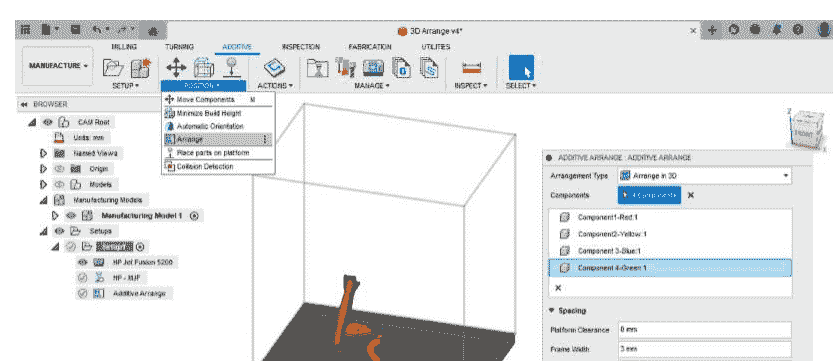 3D Arrange v4*
MILLING TURNING ADDITIVE INSPECTION FABRICATION UTILITIES
MANUFACTURE
SETUP POSITION ACTIONS MANAGE INSPECT SELECT
BROWSER
Move Components M
Minimize Build Height
Automatic Orientation
Arrange
Place parts on platform
Collision Detection
CAM Root
Units: mm
Named Views
Origin
Models
Manufacturing Models
Manufacturing Model 1
Setups
HP Jet Fusion 5200
HP - MJF
Additive Arrange
Z
FRONT
X
ADDITIVE ARRANGE : ADDITIVE ARRANGE
Arrangement Type Arrange in 3D
Components 4 Components
Component1-Red:1
Component2-Yellow:1
Component 3-Blue:1
Component 4-Green:1
Spacing
Platform Clearance 0 mm
Frame Width 3 mm